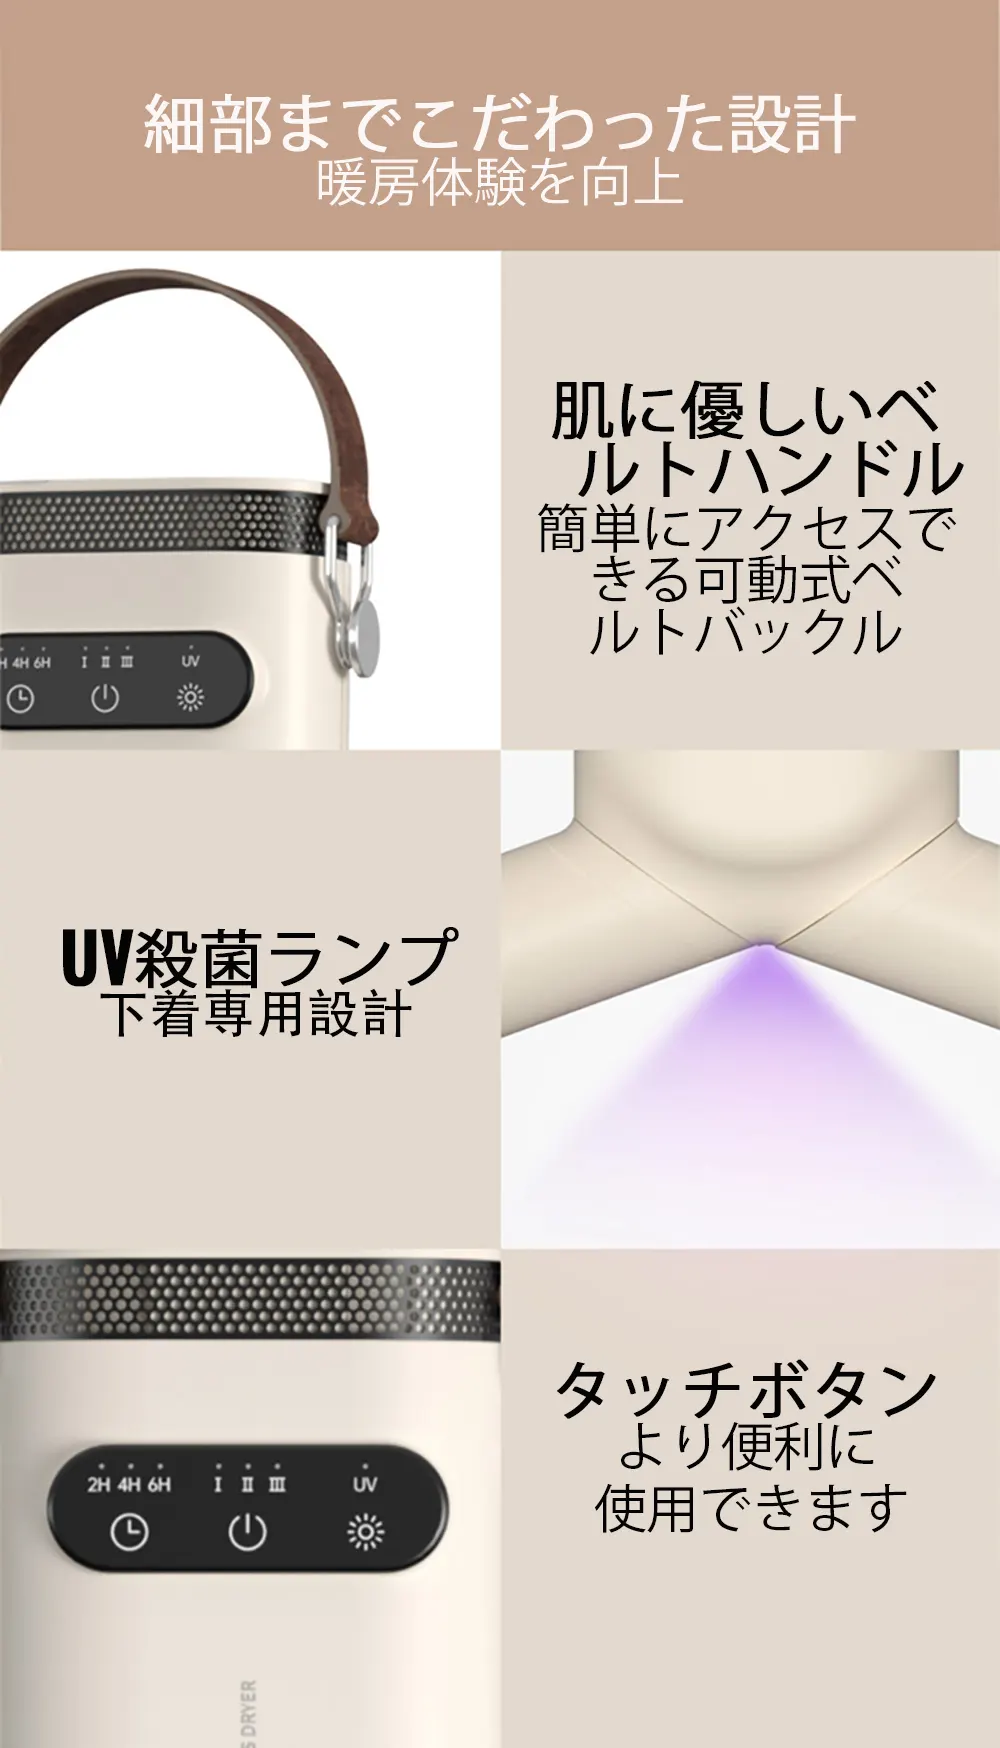 細部までこだわった設計
暖房体験を向上
肌に優しいベ
ルトハンドル
簡単にアクセスで
きる可動式ベ
ルトバックル
4H 6H I II III UV
UV殺菌ランプ
下着専用設計
タッチボタン
より便利に
使用できます
2H 4H 6H I II III UV
DRYER